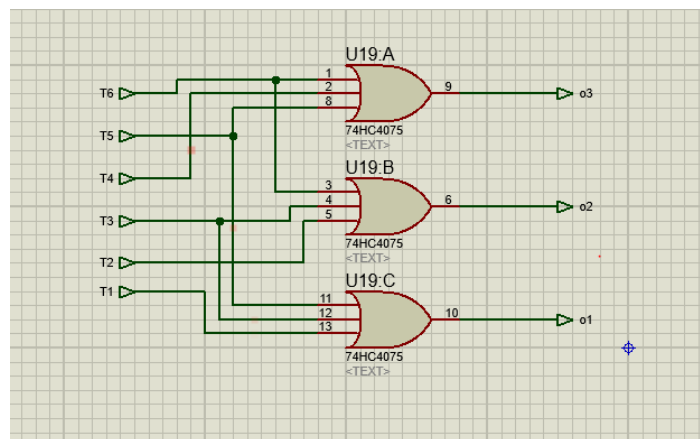 U19:A
T6
1
2
8
9
o3
T5
74HC4075
<TEXT>
T4
U19:B
3
T3
4
5
6
o2
T2
74HC4075
<TEXT>
U19:C
T1
11
12
13
10
o1
74HC4075
<TEXT>